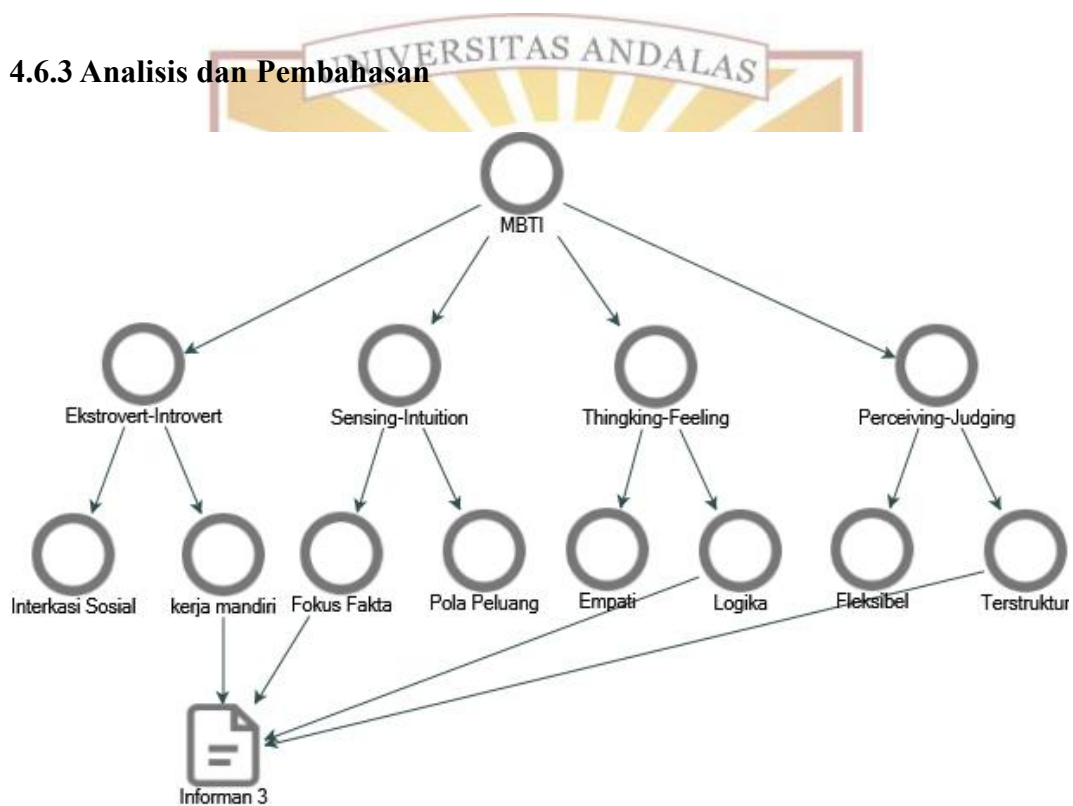 UNIVERSITAS ANDALAS
4.6.3 Analisis dan Pembahasan
MBTI
Ekstrovert-Introvert
Sensing-Intuition
Thingking-Feeling
Perceiving-Judging
Interkasi Sosial
kerja mandiri
Fokus Fakta
Pola Peluang
Empati
Logika
Fleksibel
Terstruktur
Informan 3